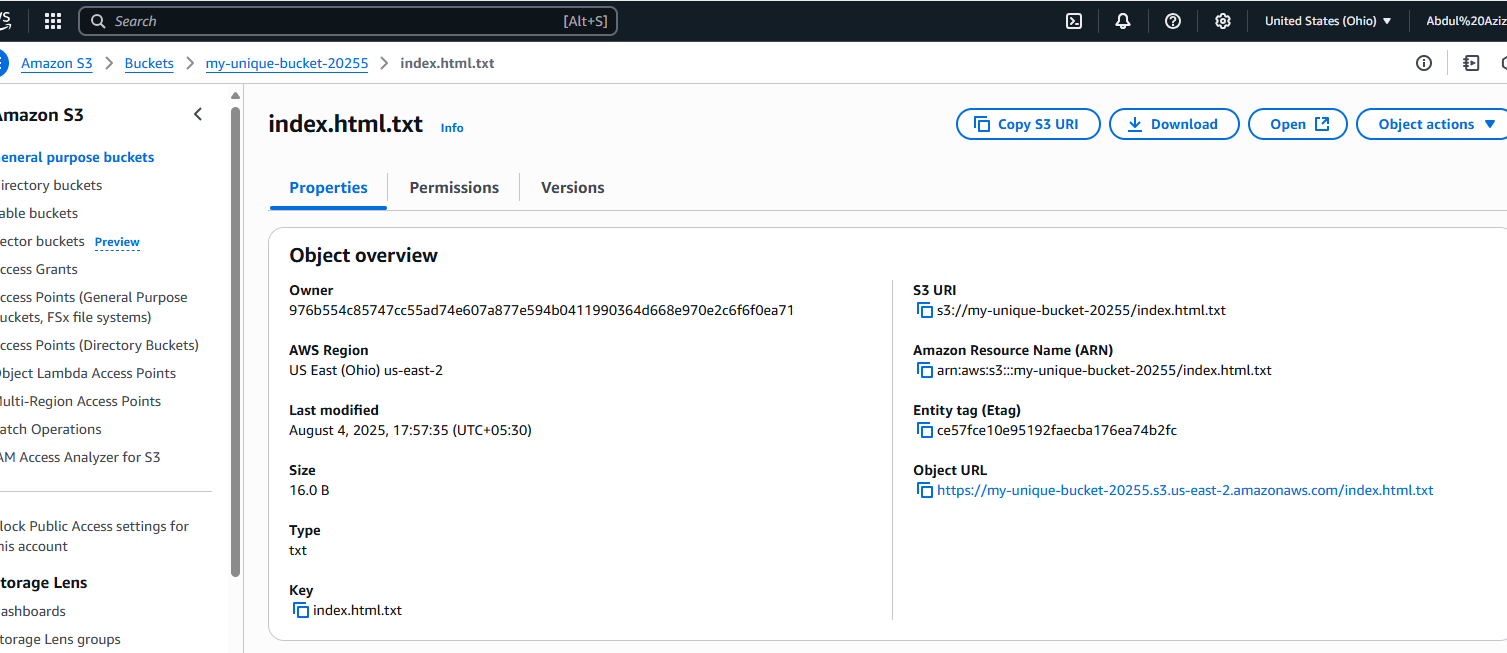 Search [Alt+S] United States (Ohio) Abdul%20Aziz
Amazon S3 Buckets my-unique-bucket-20255 index.html.txt
mazon S3
eneral purpose buckets
irectory buckets
able buckets
ector buckets Preview
ccess Grants
ccess Points (General Purpose
uckets, FSx file systems)
ccess Points (Directory Buckets)
bject Lambda Access Points
ulti-Region Access Points
atch Operations
AM Access Analyzer for S3
lock Public Access settings for
his account
torage Lens
ashboards
torage Lens groups
index.html.txt Info
Copy S3 URI Download Open Object actions
Properties Permissions Versions
Object overview
Owner
976b554c85747cc55ad74e607a877e594b0411990364d668e970e2c6f6f0ea71
AWS Region
US East (Ohio) us-east-2
Last modified
August 4, 2025, 17:57:35 (UTC+05:30)
Size
16.0 B
Type
txt
Key
index.html.txt
S3 URI
s3://my-unique-bucket-20255/index.html.txt
Amazon Resource Name (ARN)
arn:aws:s3:::my-unique-bucket-20255/index.html.txt
Entity tag (Etag)
ce57fce10e95192faecba176ea74b2fc
Object URL
https://my-unique-bucket-20255.s3.us-east-2.amazonaws.com/index.html.txt